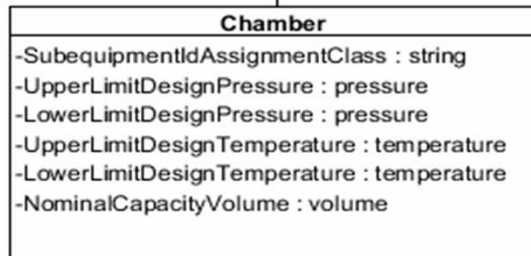 Chamber
-SubequipmentIdAssignmentClass : string
-UpperLimitDesignPressure : pressure
-LowerLimitDesignPressure : pressure
-UpperLimitDesignTemperature : temperature
-LowerLimitDesignTemperature : temperature
-NominalCapacityVolume : volume